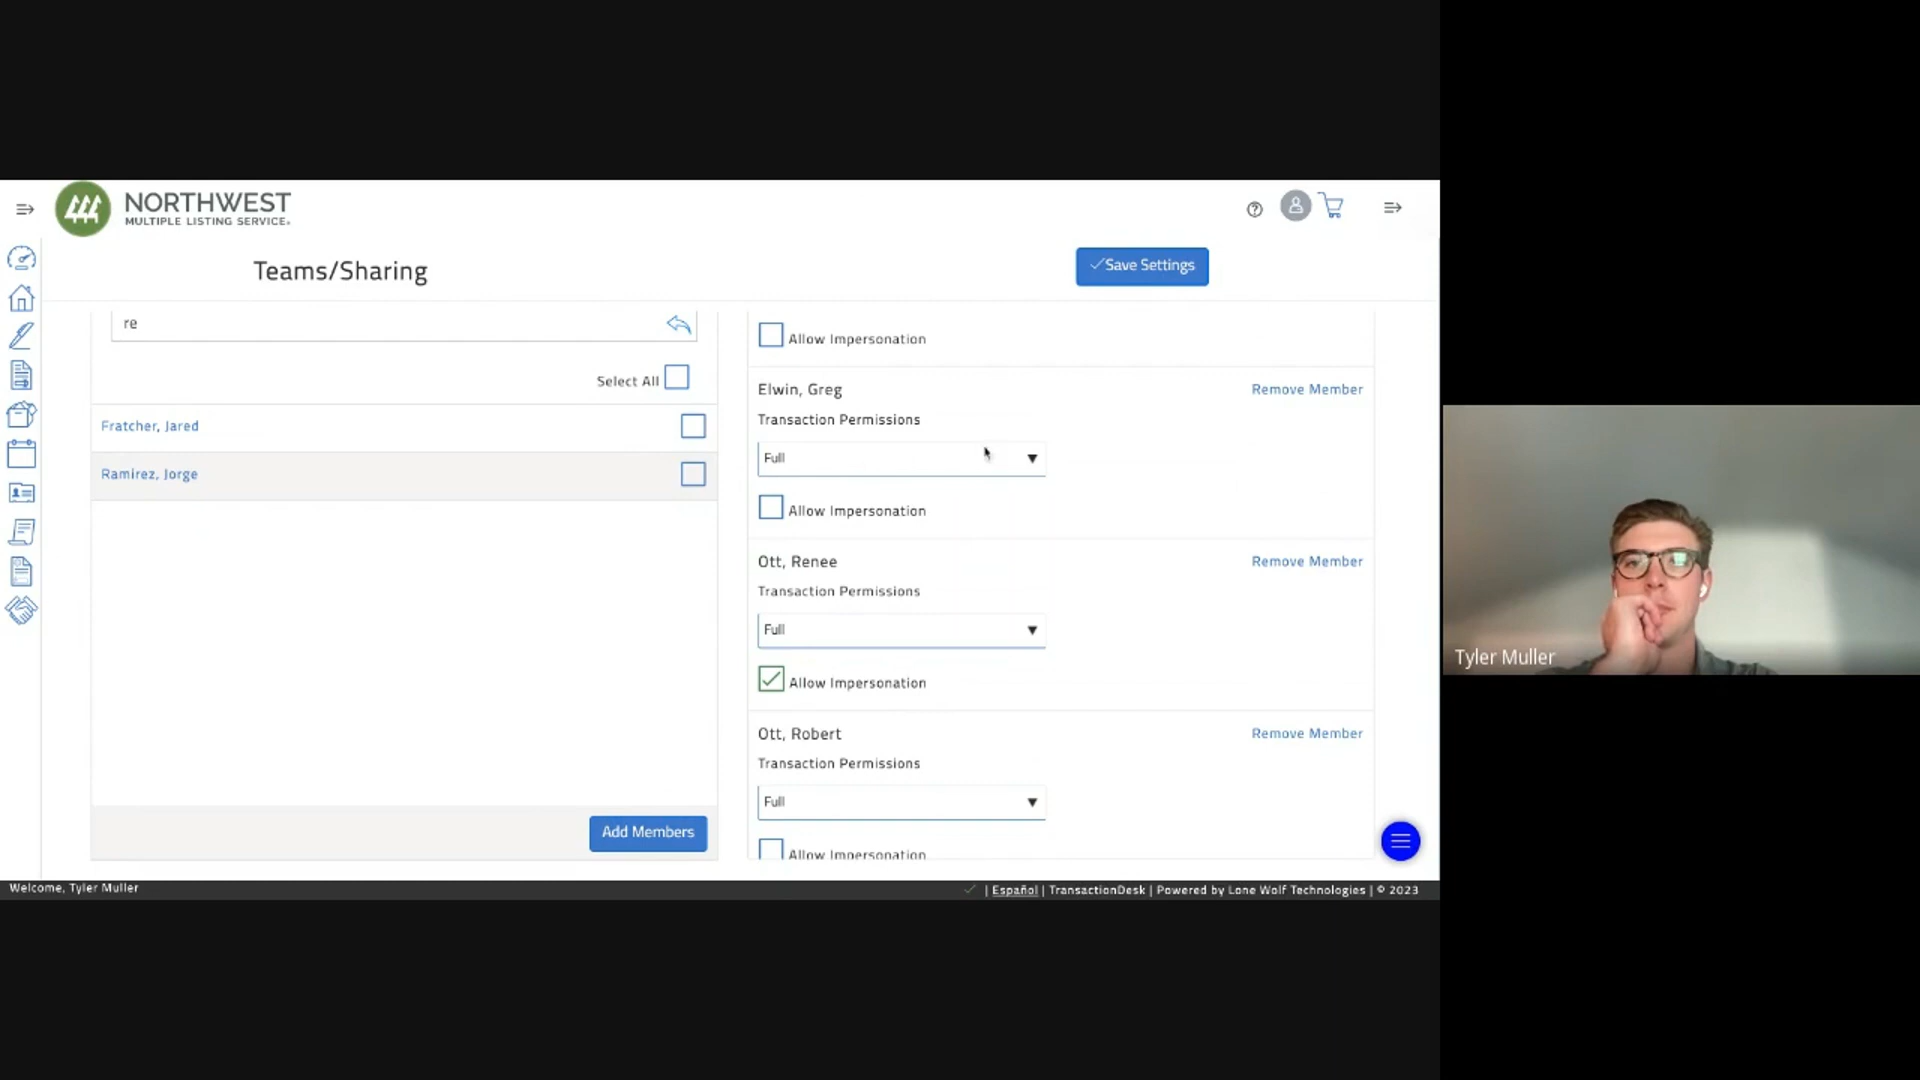 NORTHWEST
MULTIPLE LISTING SERVICE
Teams/Sharing
Save Settings
re
Select All
Fratcher, Jared
Ramirez, Jorge
Add Members
Allow Impersonation
Elwin, Greg
Remove Member
Transaction Permissions
Full
Allow Impersonation
Ott, Renee
Remove Member
Transaction Permissions
Full
Allow Impersonation
Ott, Robert
Remove Member
Transaction Permissions
Full
Allow Impersonation
Welcome, Tyler Muller
| Español | TransactionDesk | Powered by Lone Wolf Technologies | © 2023
Tyler Muller